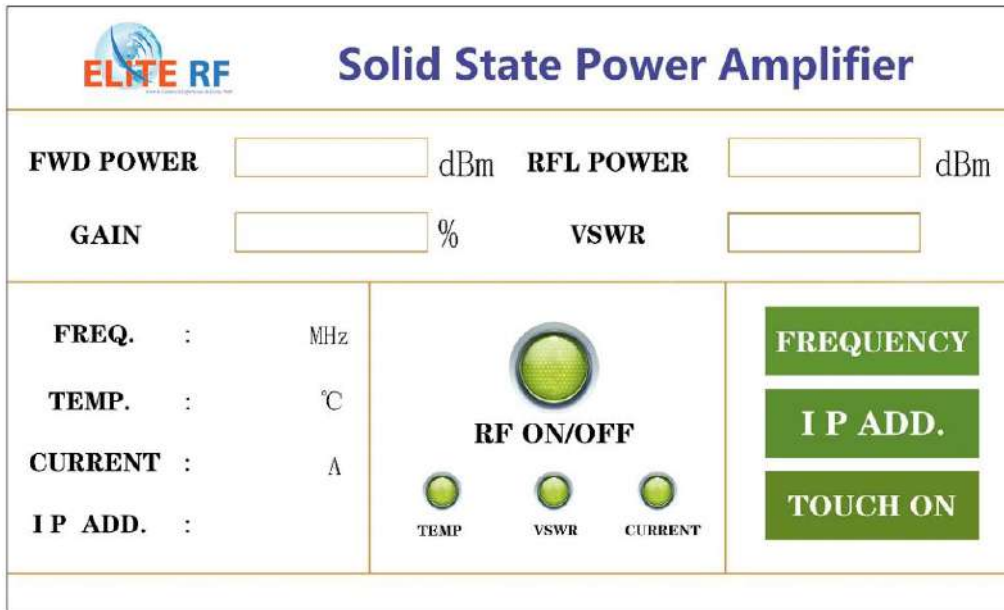 ELITE RF
Solid State Power Amplifier
FWD POWER dBm RFL POWER dBm
GAIN % VSWR
FREQ. : MHz
TEMP. : ℃
CURRENT : A
I P ADD. :
RF ON/OFF
TEMP VSWR CURRENT
FREQUENCY
I P ADD.
TOUCH ON